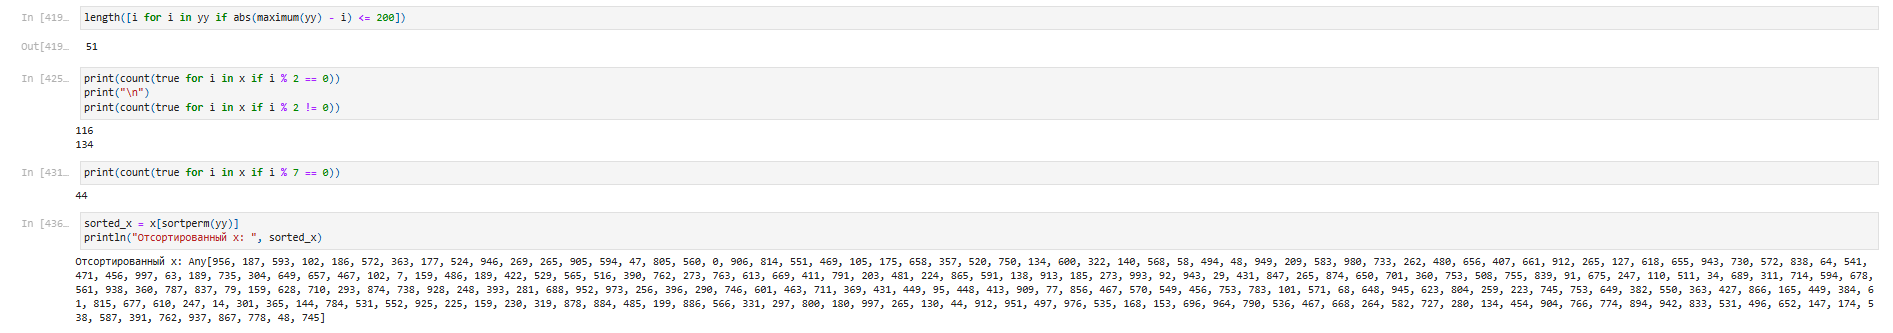 In [419… length([i for i in yy if abs(maximum(yy) - i) <= 200])
Out[419… 51
In [425… print(count(true for i in x if i % 2 == 0))
print("\n")
print(count(true for i in x if i % 2 != 0))
116
134
In [431… print(count(true for i in x if i % 7 == 0))
44
In [436… sorted_x = x[sortperm(yy)]
println("Отсортированный x: ", sorted_x)
Отсортированный x: Any[956, 187, 593, 102, 186, 572, 363, 177, 524, 946, 269, 265, 905, 594, 47, 805, 560, 0, 906, 814, 551, 469, 105, 175, 658, 357, 520, 750, 134, 600, 322, 140, 568, 58, 494, 48, 949, 209, 583, 980, 733, 262, 480, 656, 407, 661, 912, 265, 127, 618, 655, 943, 730, 572, 838, 64, 541,
471, 456, 997, 63, 189, 735, 304, 649, 657, 467, 102, 7, 159, 486, 189, 422, 529, 565, 516, 390, 762, 273, 763, 613, 669, 411, 791, 203, 481, 224, 865, 591, 138, 913, 185, 273, 993, 92, 943, 29, 431, 847, 265, 874, 650, 701, 360, 753, 508, 755, 839, 91, 675, 247, 110, 511, 34, 689, 311, 714, 594, 678,
561, 938, 360, 787, 837, 79, 159, 628, 710, 293, 874, 738, 928, 248, 393, 281, 688, 952, 973, 256, 396, 290, 746, 601, 463, 711, 369, 431, 449, 95, 448, 413, 909, 77, 856, 467, 570, 549, 456, 753, 783, 101, 571, 68, 648, 945, 623, 804, 259, 223, 745, 753, 649, 382, 550, 363, 427, 866, 165, 449, 384, 6
1, 815, 677, 610, 247, 14, 301, 365, 144, 784, 531, 552, 925, 225, 159, 230, 319, 878, 884, 485, 199, 886, 566, 331, 297, 800, 180, 997, 265, 130, 44, 912, 951, 497, 976, 535, 168, 153, 696, 964, 790, 536, 467, 668, 264, 582, 727, 280, 134, 454, 904, 766, 774, 894, 942, 833, 531, 496, 652, 147, 174, 5
38, 587, 391, 762, 937, 867, 778, 48, 745]